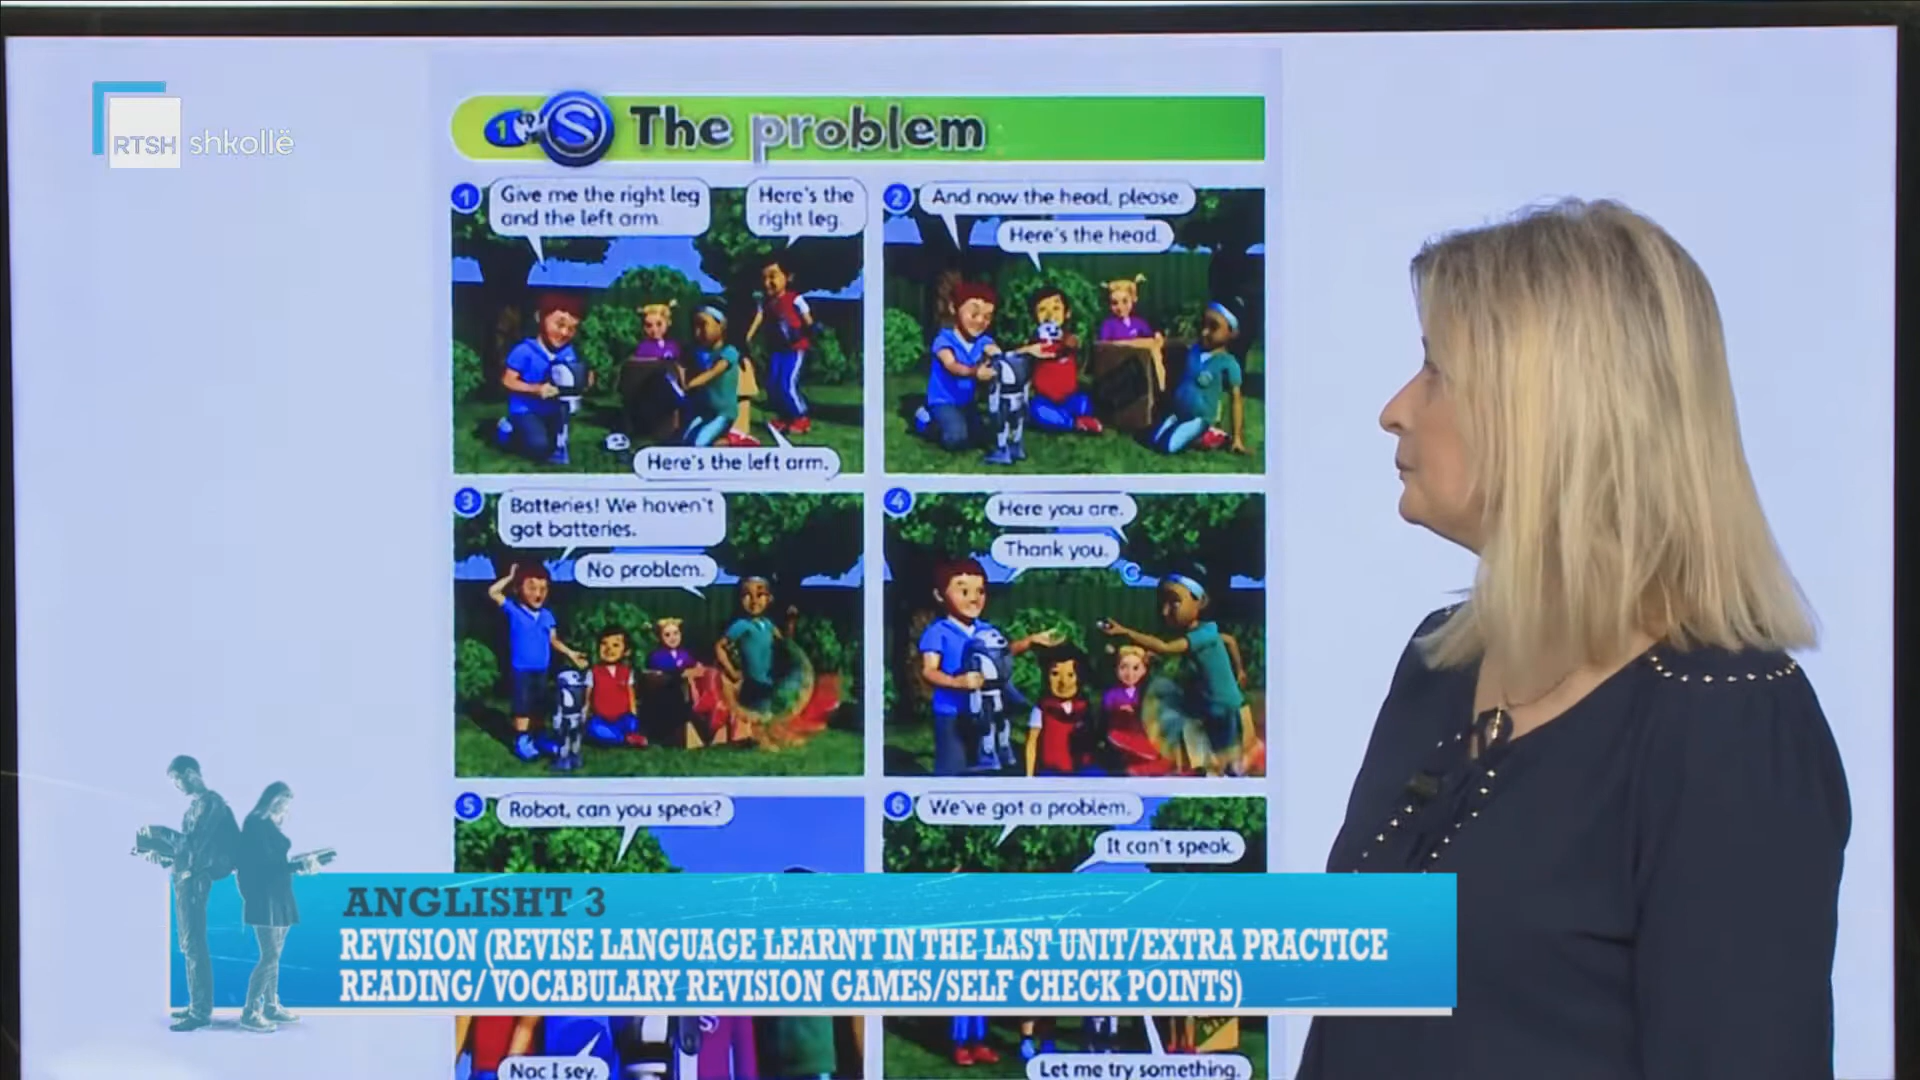 RTSH shkollë
1
S
The problem
1
Give me the right leg
and the left arm.
Here's the
right leg.
Here's the left arm.
2
And now the head, please.
Here's the head.
3
Batteries! We haven't
got batteries.
No problem.
4
Here you are.
Thank you.
5
Robot, can you speak?
6
We've got a problem.
It can't speak.
ANGLISHT 3
REVISION (REVISE LANGUAGE LEARNT IN THE LAST UNIT/EXTRA PRACTICE
READING/VOCABULARY REVISION GAMES/SELF CHECK POINTS)
I sey.
Let me try something.